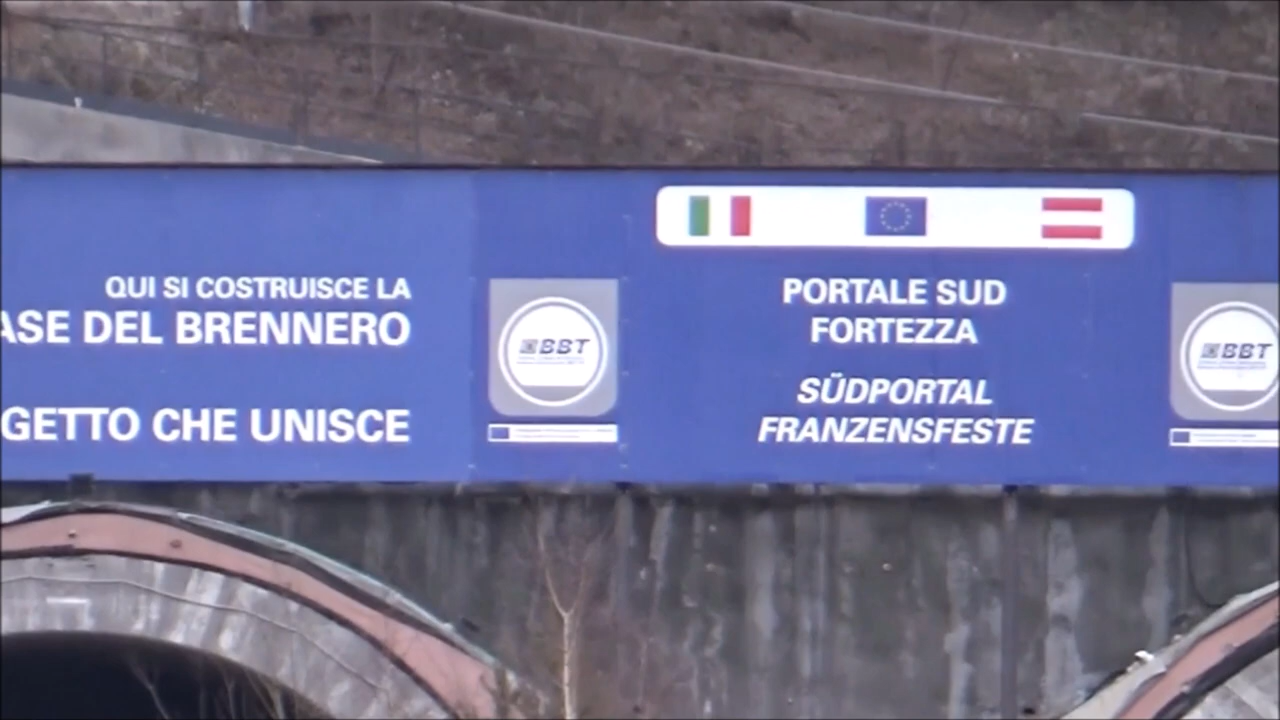 QUI SI COSTRUISCE LA
ASE DEL BRENNERO
GETTO CHE UNISCE
BBT
PORTALE SUD
FORTEZZA
SÜDPORTAL
FRANZENSFESTE
BBT